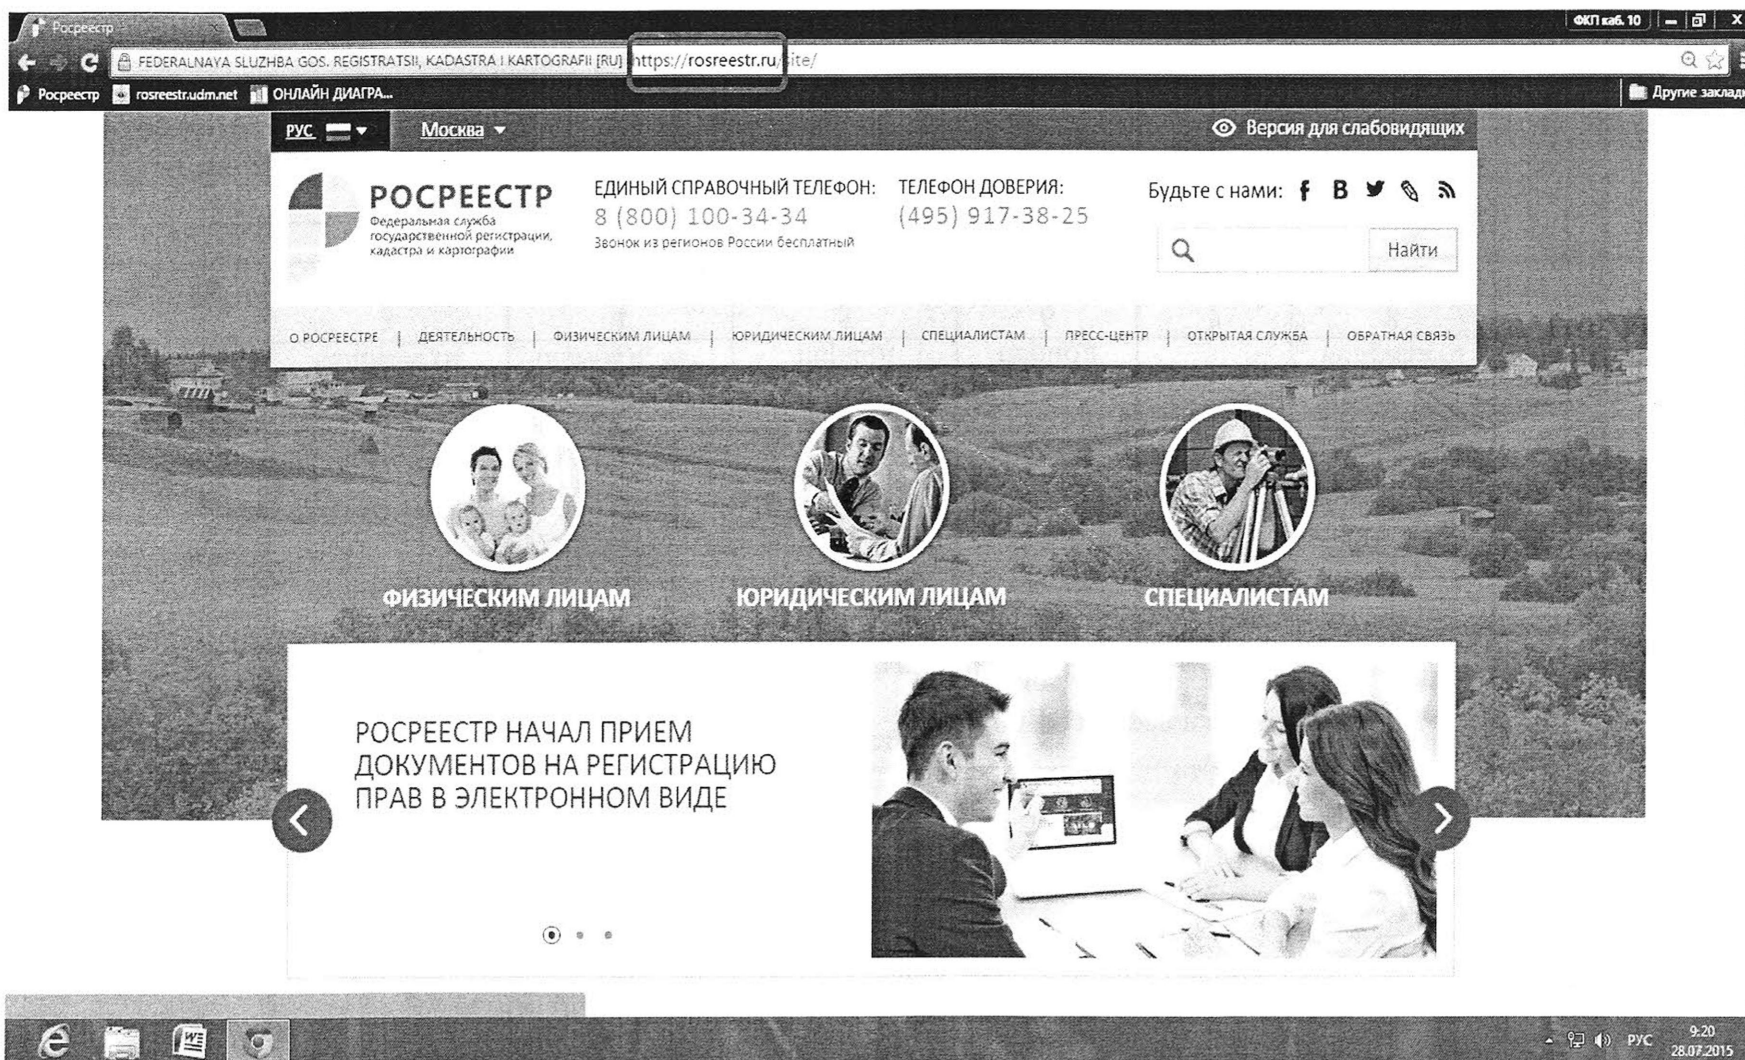 Росреестр
ФКП каб. 10
FEDERALNAYA SLUZHBA GOS. REGISTRATSII, KADASTRA I KARTOGRAFII [RU]
https://rosreestr.ru/site/
Росреестр
rosreestr.udm.net
ОНЛАЙН ДИАГРА...
Другие заклад
РУС
Москва
Версия для слабовидящих
РОСРЕЕСТР
Федеральная служба
государственной регистрации,
кадастра и картографии
ЕДИНЫЙ СПРАВОЧНЫЙ ТЕЛЕФОН:
8 (800) 100-34-34
Звонок из регионов России бесплатный
ТЕЛЕФОН ДОВЕРИЯ:
(495) 917-38-25
Будьте с нами:
Найти
О РОСРЕЕСТРЕ | ДЕЯТЕЛЬНОСТЬ | ФИЗИЧЕСКИМ ЛИЦАМ | ЮРИДИЧЕСКИМ ЛИЦАМ | СПЕЦИАЛИСТАМ | ПРЕСС-ЦЕНТР | ОТКРЫТАЯ СЛУЖБА | ОБРАТНАЯ СВЯЗЬ
ФИЗИЧЕСКИМ ЛИЦАМ
ЮРИДИЧЕСКИМ ЛИЦАМ
СПЕЦИАЛИСТАМ
РОСРЕЕСТР НАЧАЛ ПРИЕМ
ДОКУМЕНТОВ НА РЕГИСТРАЦИЮ
ПРАВ В ЭЛЕКТРОННОМ ВИДЕ
РУС
9:20
28.07.2015